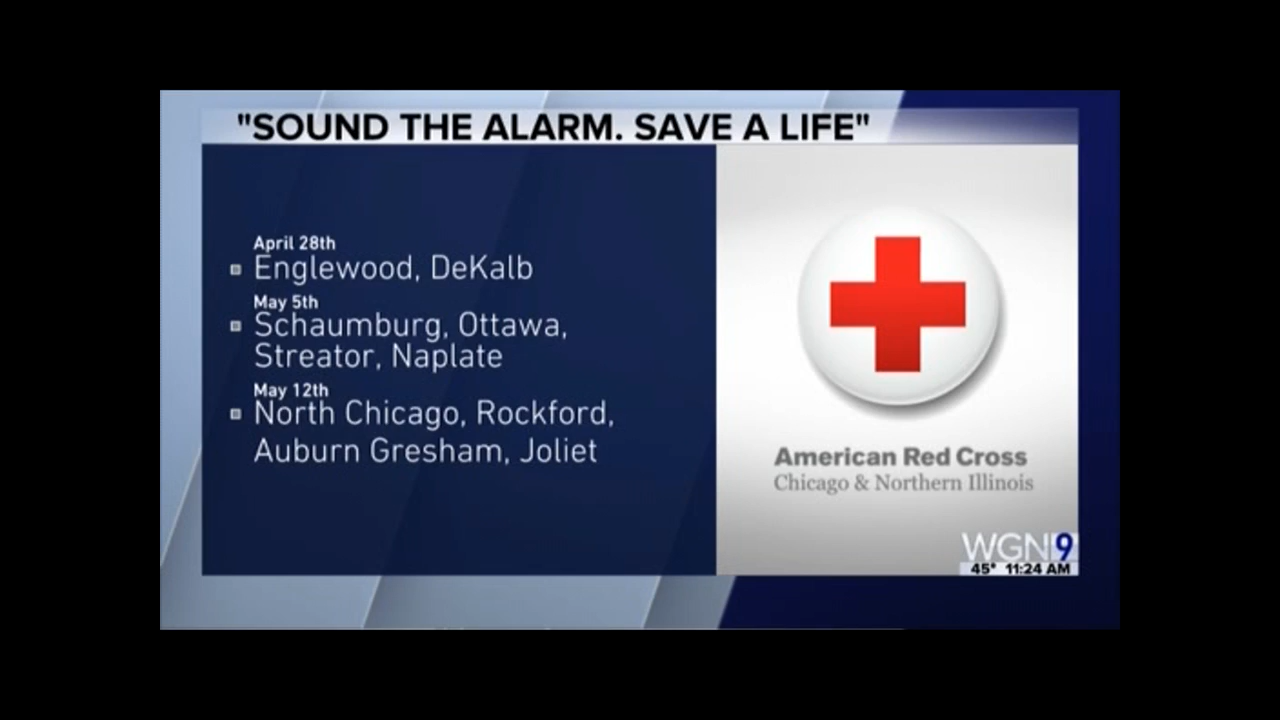 "SOUND THE ALARM. SAVE A LIFE"
April 28th
Englewood, DeKalb
May 5th
Schaumburg, Ottawa,
Streator, Naplate
May 12th
North Chicago, Rockford,
Auburn Gresham, Joliet
American Red Cross
Chicago & Northern Illinois
WGN9
45° 11:24 AM